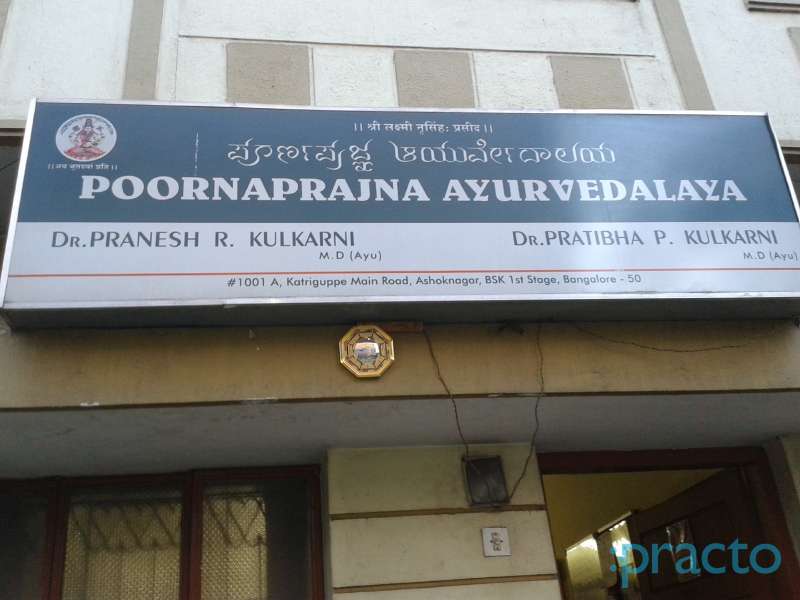 || श्री लक्ष्मी नृसिंहः प्रसीद ||
ಪೂರ್ಣಪ್ರಜ್ಞ ಆಯುರ್ವೇದಾಲಯ
POORNAPRAJNA AYURVEDALAYA
DR.PRANESH R. KULKARNI
M.D (Ayu)
DR.PRATIBHA P. KULKARNI
M.D (Ayu)
#1001 A, Katriguppe Main Road, Ashoknagar, BSK 1st Stage, Bangalore - 50
:practo